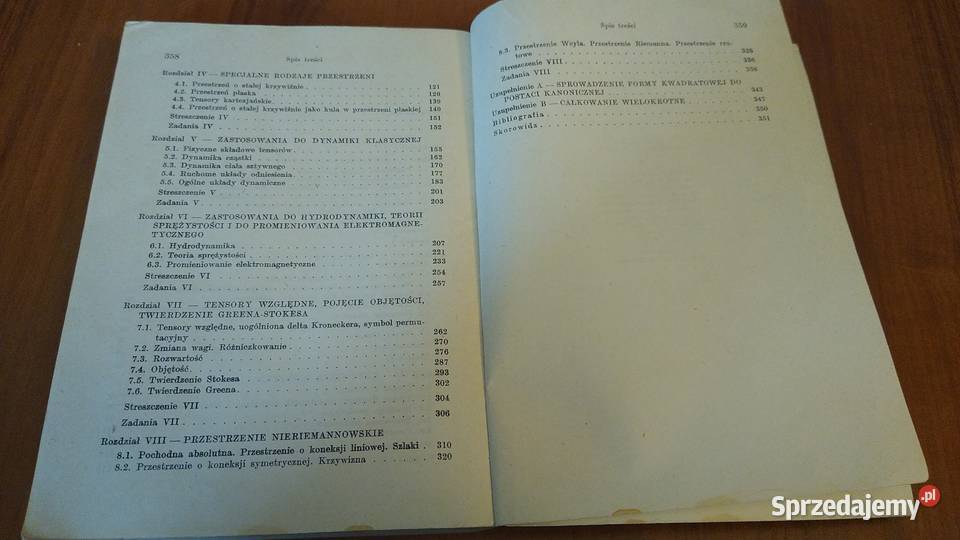 358
Spis treści
Rozdział IV — SPECJALNE RODZAJE PRZESTRZENI
4.1. Przestrzeń o stałej krzywiźnie . . . 121
4.2. Przestrzeń płaska . . . 129
4.3. Tensory kartezjańskie . . . 139
4.4. Przestrzeń o stałej krzywiźnie jako kula w przestrzeni płaskiej 140
Streszczenie IV . . . 151
Zadania IV . . . 152
Rozdział V — ZASTOSOWANIA DO DYNAMIKI KLASYCZNEJ
5.1. Fizyczne składowe tensorów . . . 155
5.2. Dynamika cząstki . . . 162
5.3. Dynamika ciała sztywnego . . . 170
5.4. Ruchome układy odniesienia . . . 177
5.5. Ogólne układy dynamiczne . . . 183
Streszczenie V . . . 201
Zadania V . . . 203
Rozdział VI — ZASTOSOWANIA DO HYDRODYNAMIKI, TEORII
SPRĘŻYSTOŚCI I DO PROMIENIOWANIA ELEKTROMAGNE-
TYCZNEGO
6.1. Hydrodynamika . . . 207
6.2. Teoria sprężystości . . . 221
6.3. Promieniowanie elektromagnetyczne . . . 233
Streszczenie VI . . . 254
Zadania VI . . . 257
Rozdział VII — TENSORY WZGLĘDNE, POJĘCIE OBJĘTOŚCI,
TWIERDZENIE GREENA-STOKESA
7.1. Tensory względne, uogólniona delta Kroneckera, symbol permu-
tacyjny . . . 262
7.2. Zmiana wagi. Różniczkowanie . . . 270
7.3. Rozwartość . . . 276
7.4. Objętość . . . 287
7.5. Twierdzenie Stokesa . . . 293
7.6. Twierdzenie Greena . . . 302
Streszczenie VII . . . 304
Zadania VII . . . 306
Rozdział VIII — PRZESTRZENIE NIERIEMANNOWSKIE
8.1. Pochodna absolutna. Przestrzenie o koneksji liniowej. Szlaki . 310
8.2. Przestrzenie o koneksji symetrycznej. Krzywizna . . . 320
Spis treści
359
8.3. Przestrzenie Weyla. Przestrzenie Riemanna. Przestrzenie rzu-
towe . . . 328
Streszczenie VIII . . . 336
Zadania VIII . . . 338
Uzupełnienie A — SPROWADZENIE FORMY KWADRATOWEJ DO
POSTACI KANONICZNEJ . . . 343
Uzupełnienie B — CAŁKOWANIE WIELOKROTNE . . . 347
Bibliografia . . . 350
Skorowidz . . . 351
Sprzedajemy.pl